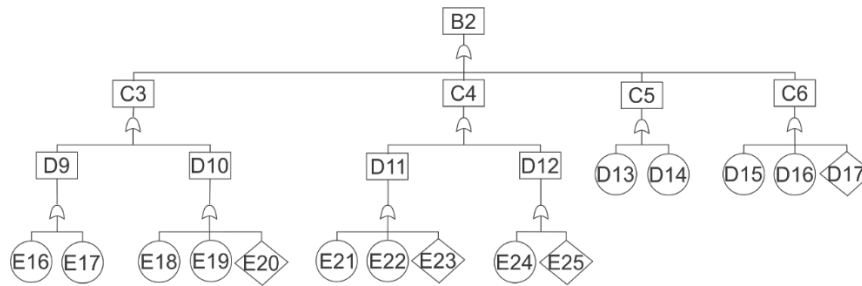 B2
C3 C4 C5 C6
D9 D10 D11 D12 D13 D14 D15 D16 D17
E16 E17 E18 E19 E20 E21 E22 E23 E24 E25